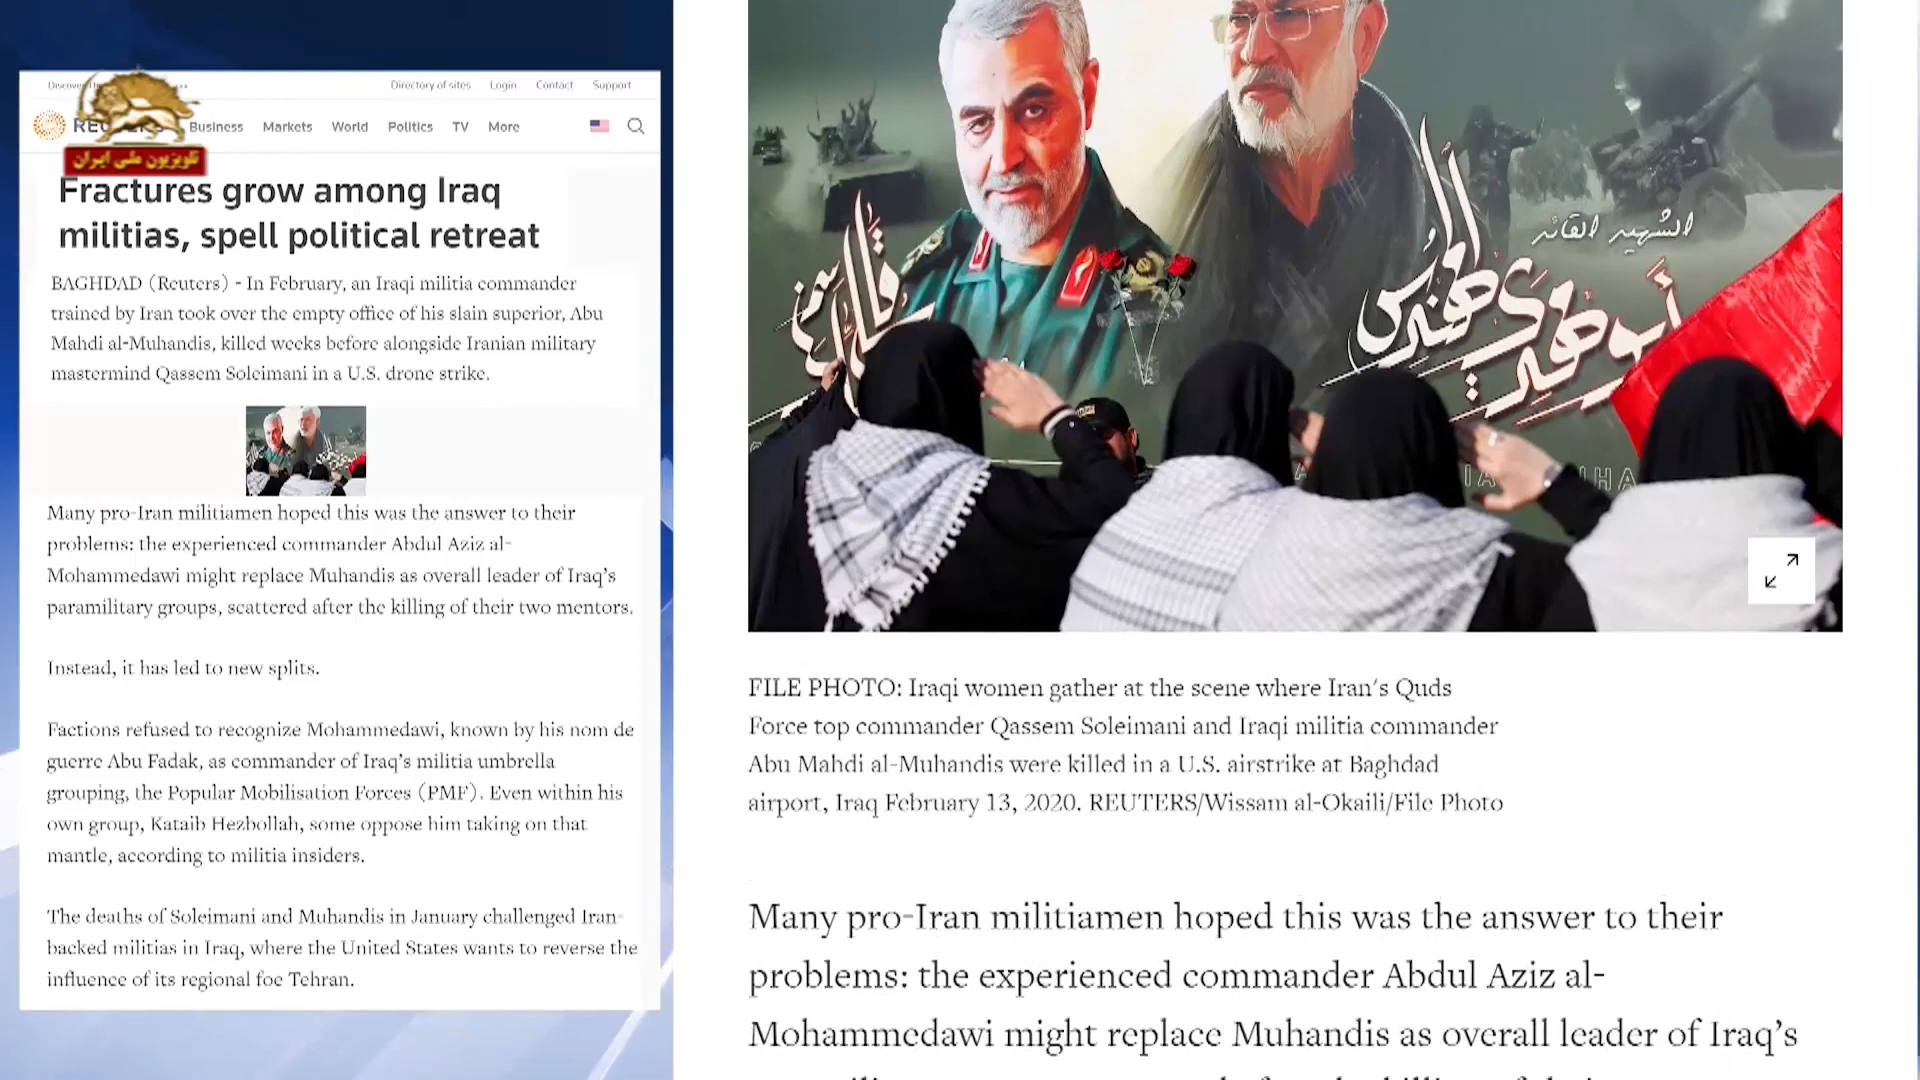 Directory of sites Login Contact Support
Business Markets World Politics TV More
تلویزیون ملی ایران
Fractures grow among Iraq
militias, spell political retreat
BAGHDAD (Reuters) - In February, an Iraqi militia commander
trained by Iran took over the empty office of his slain superior, Abu
Mahdi al-Muhandis, killed weeks before alongside Iranian military
mastermind Qassem Soleimani in a U.S. drone strike.
Many pro-Iran militiamen hoped this was the answer to their
problems: the experienced commander Abdul Aziz al-
Mohammedawi might replace Muhandis as overall leader of Iraq's
paramilitary groups, scattered after the killing of their two mentors.
Instead, it has led to new splits.
Factions refused to recognize Mohammedawi, known by his nom de
guerre Abu Fadak, as commander of Iraq's militia umbrella
grouping, the Popular Mobilisation Forces (PMF). Even within his
own group, Kataib Hezbollah, some oppose him taking on that
mantle, according to militia insiders.
The deaths of Soleimani and Muhandis in January challenged Iran-
backed militias in Iraq, where the United States wants to reverse the
influence of its regional foe Tehran.
الشهيد القائد
أبو مهدي المهندس
FILE PHOTO: Iraqi women gather at the scene where Iran's Quds
Force top commander Qassem Soleimani and Iraqi militia commander
Abu Mahdi al-Muhandis were killed in a U.S. airstrike at Baghdad
airport, Iraq February 13, 2020. REUTERS/Wissam al-Okaili/File Photo
Many pro-Iran militiamen hoped this was the answer to their
problems: the experienced commander Abdul Aziz al-
Mohammedawi might replace Muhandis as overall leader of Iraq's